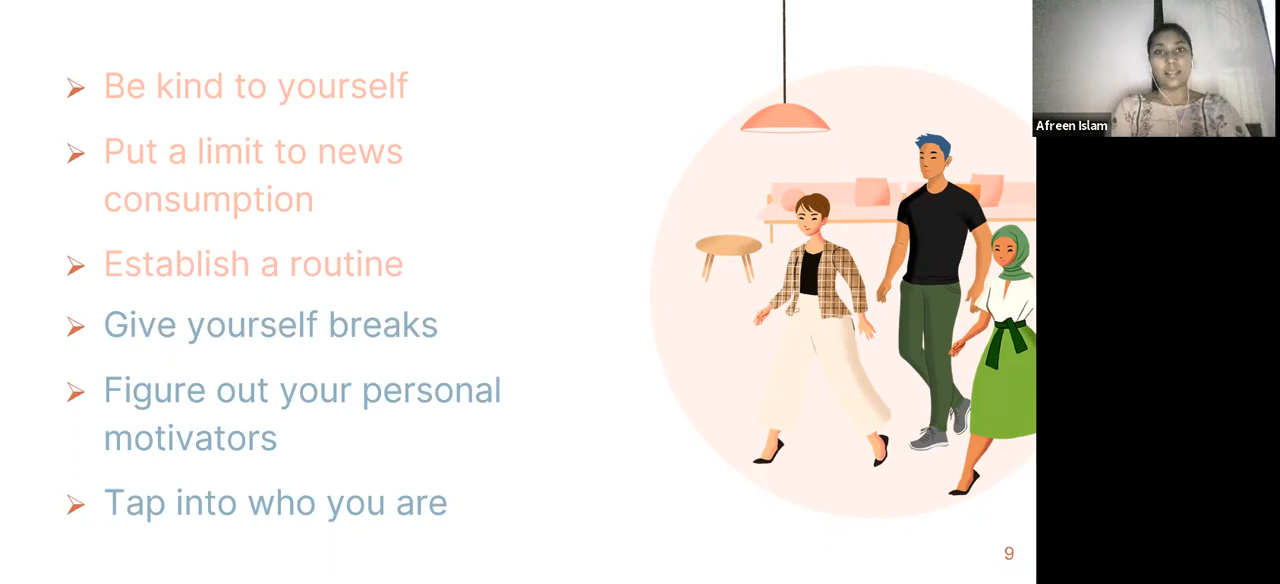 Be kind to yourself
Put a limit to news
consumption
Establish a routine
Give yourself breaks
Figure out your personal
motivators
Tap into who you are
9
Afreen Islam